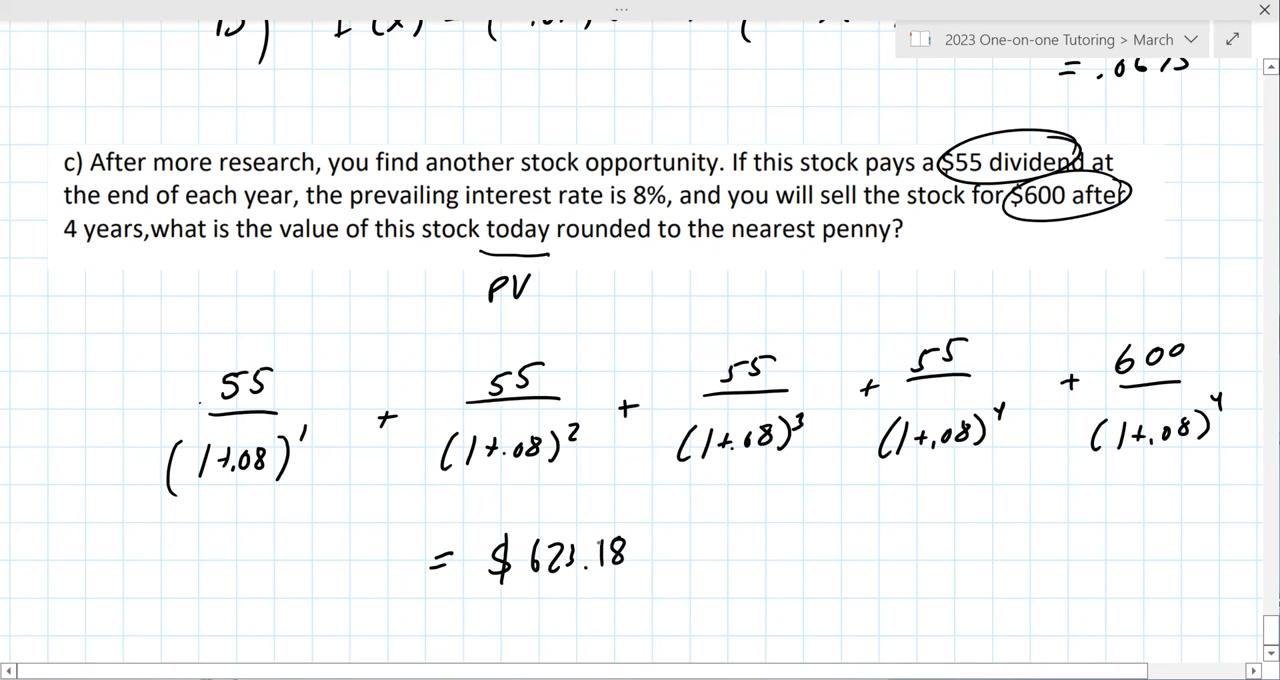 2023 One-on-one Tutoring > March
= .0675
c) After more research, you find another stock opportunity. If this stock pays a $55 dividend at
the end of each year, the prevailing interest rate is 8%, and you will sell the stock for $600 after
4 years,what is the value of this stock today rounded to the nearest penny?
PV
55/(1+.08)^1 + 55/(1+.08)^2 + 55/(1+.08)^3 + 55/(1+.08)^4 + 600/(1+.08)^4
= $623.18